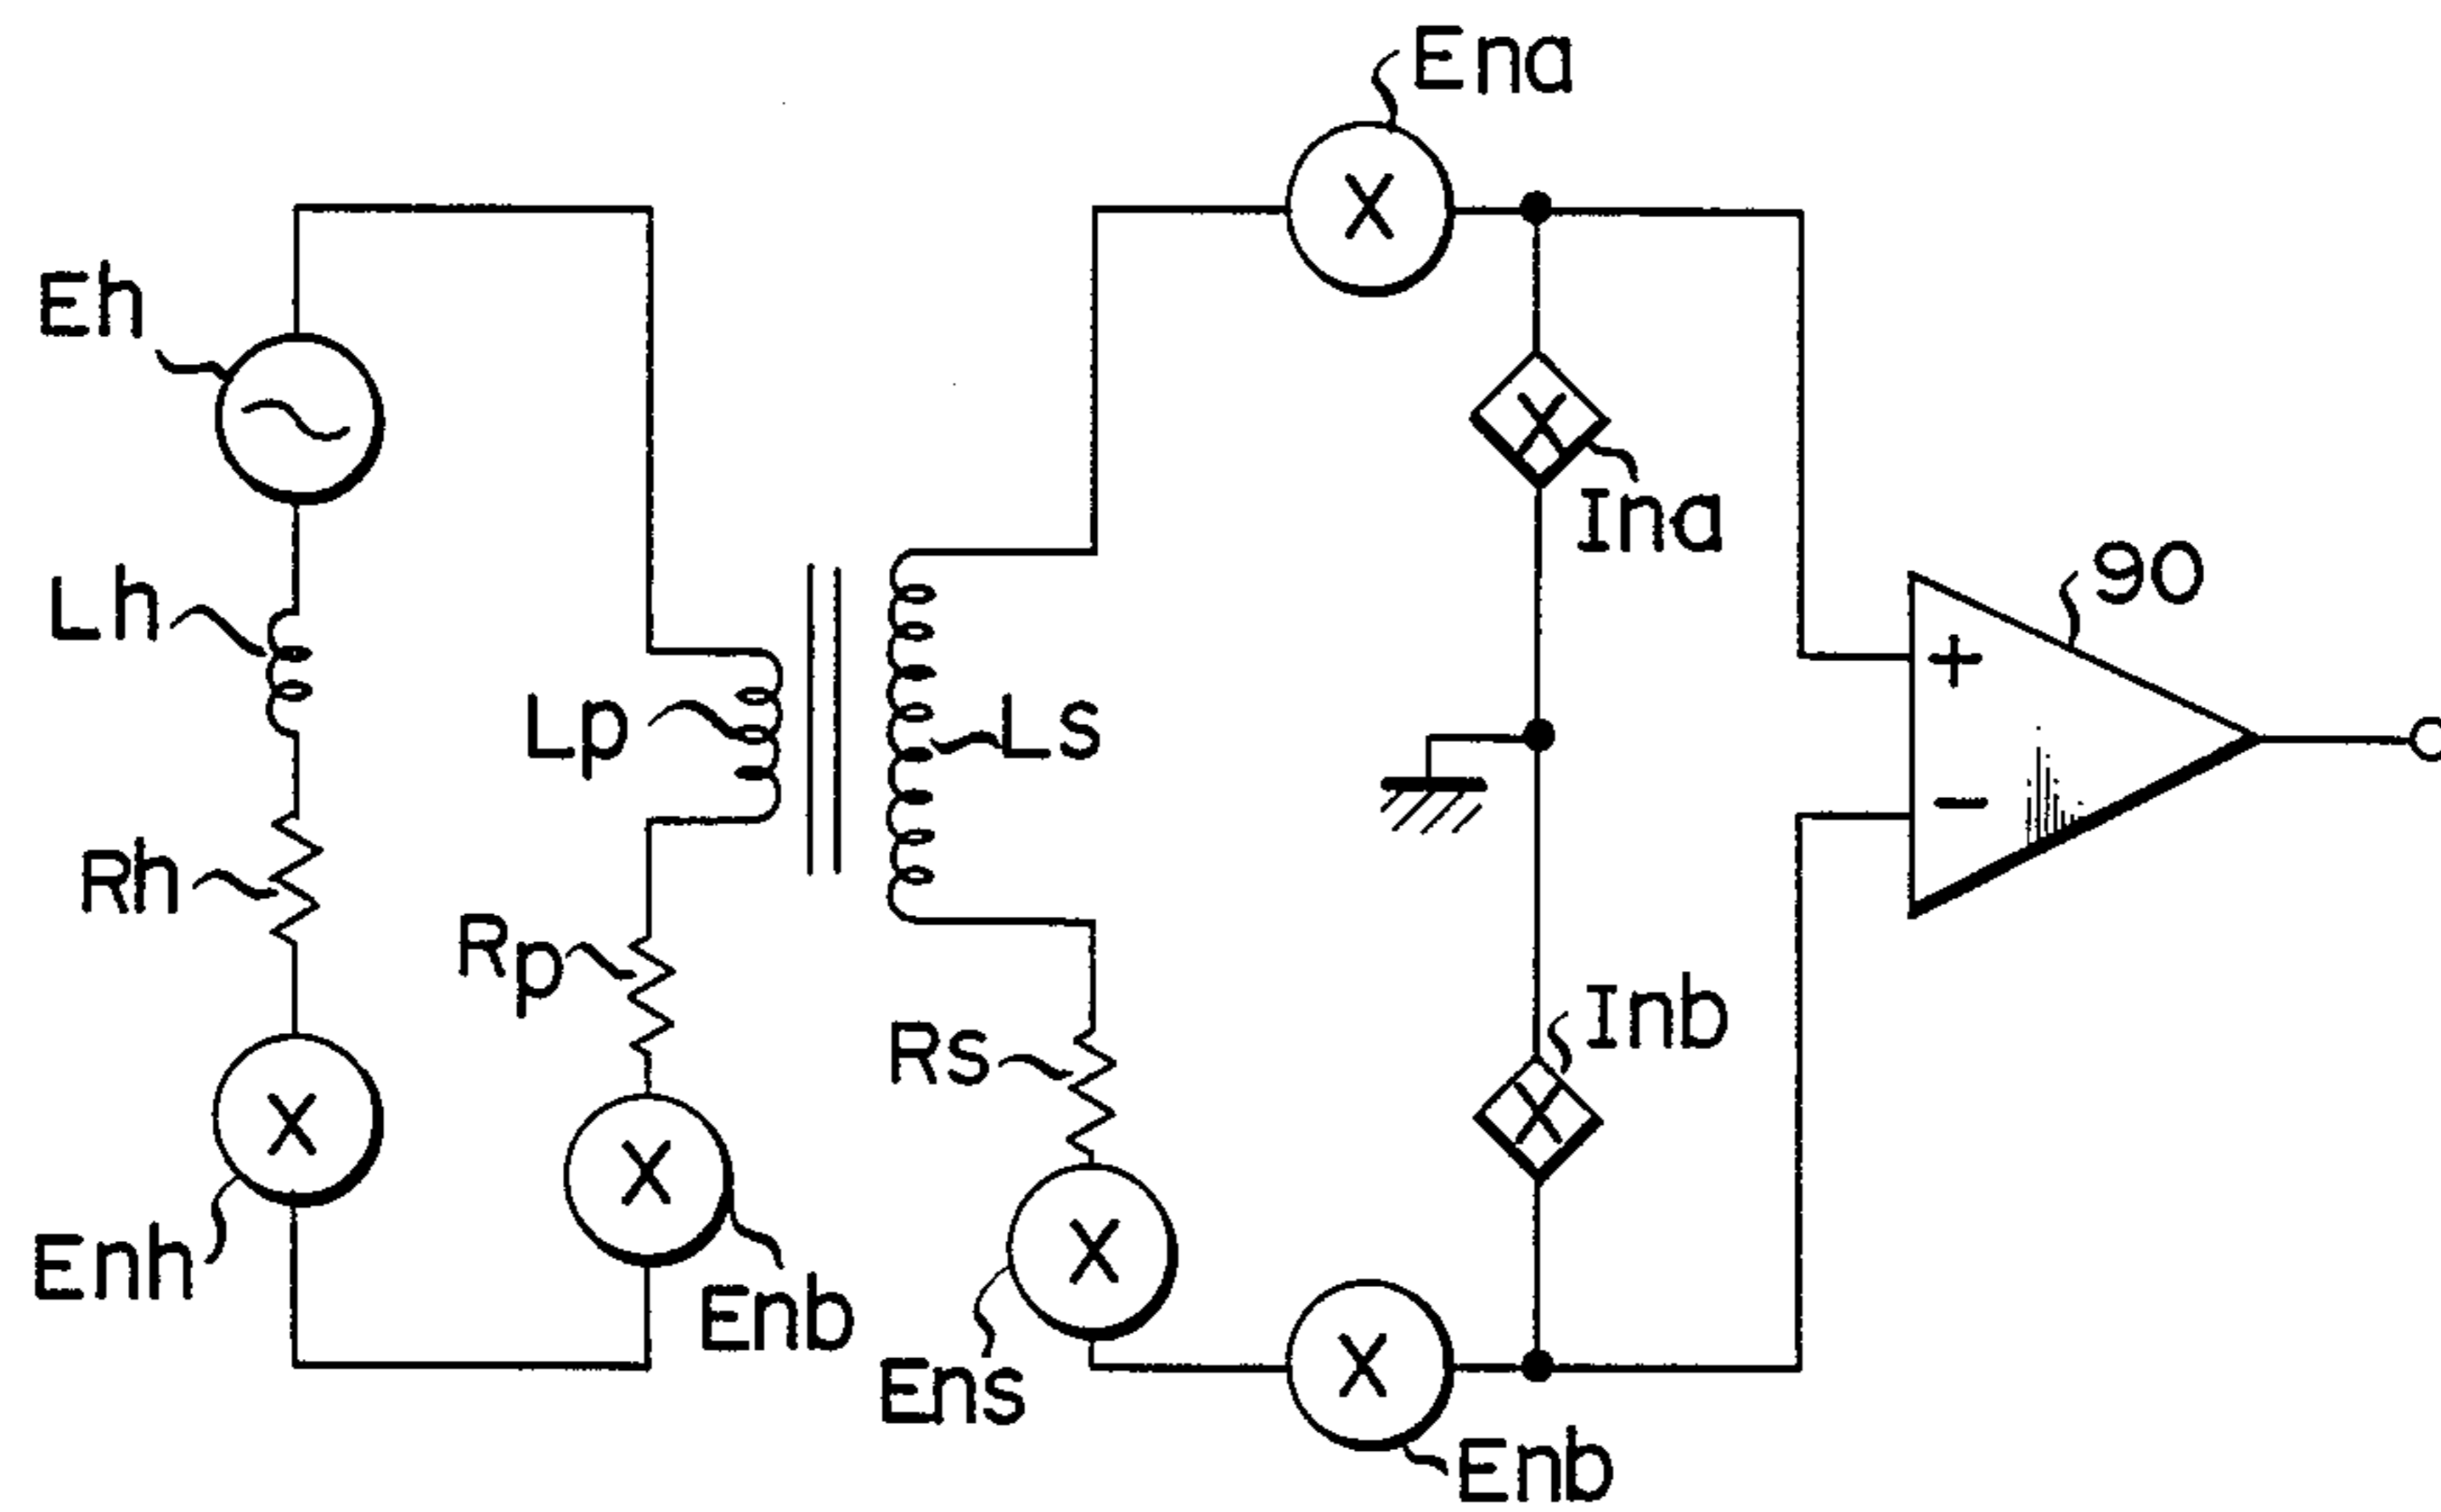 Ena
Eh
Ina
90
Lh
Lp
Ls
+
−
Rh
Rp
Inb
Rs
Enh
Enb
Ens
Enb